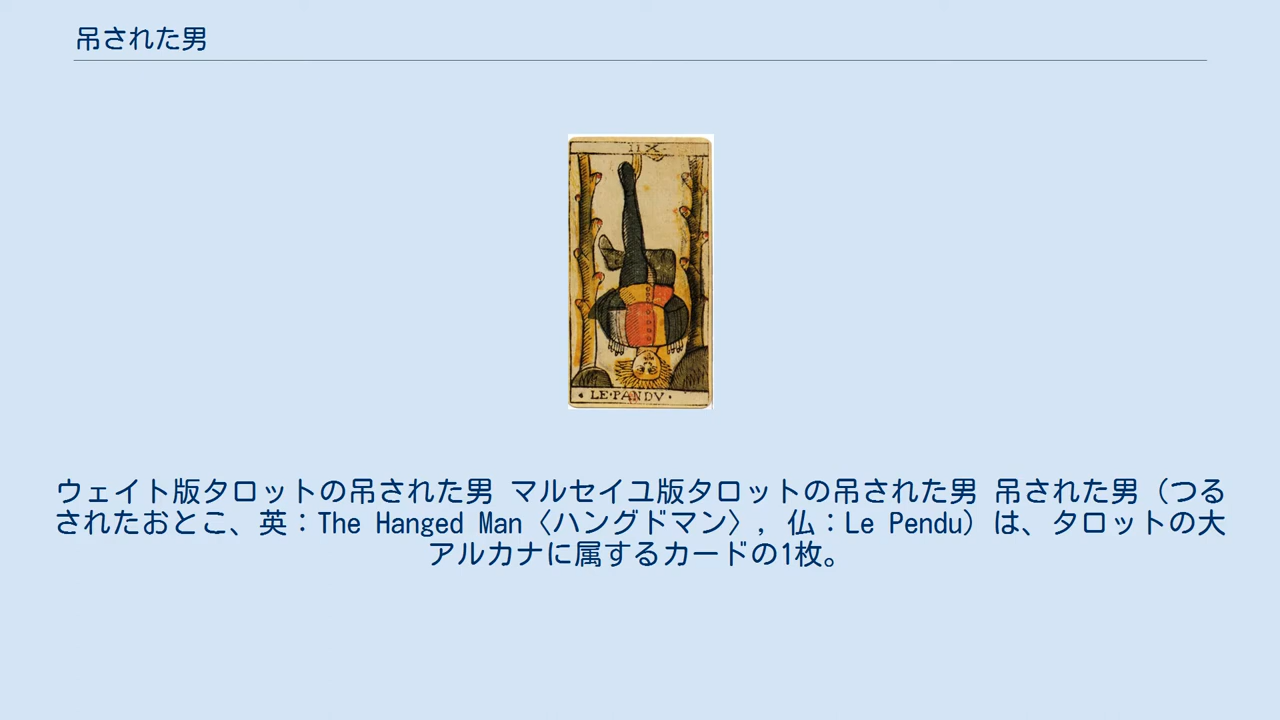 吊された男
IIX
LE·PANDV·
ウェイト版タロットの吊された男 マルセイユ版タロットの吊された男 吊された男（つる
されたおとこ、英：The Hanged Man〈ハングドマン〉, 仏：Le Pendu）は、タロットの大
アルカナに属するカードの1枚。